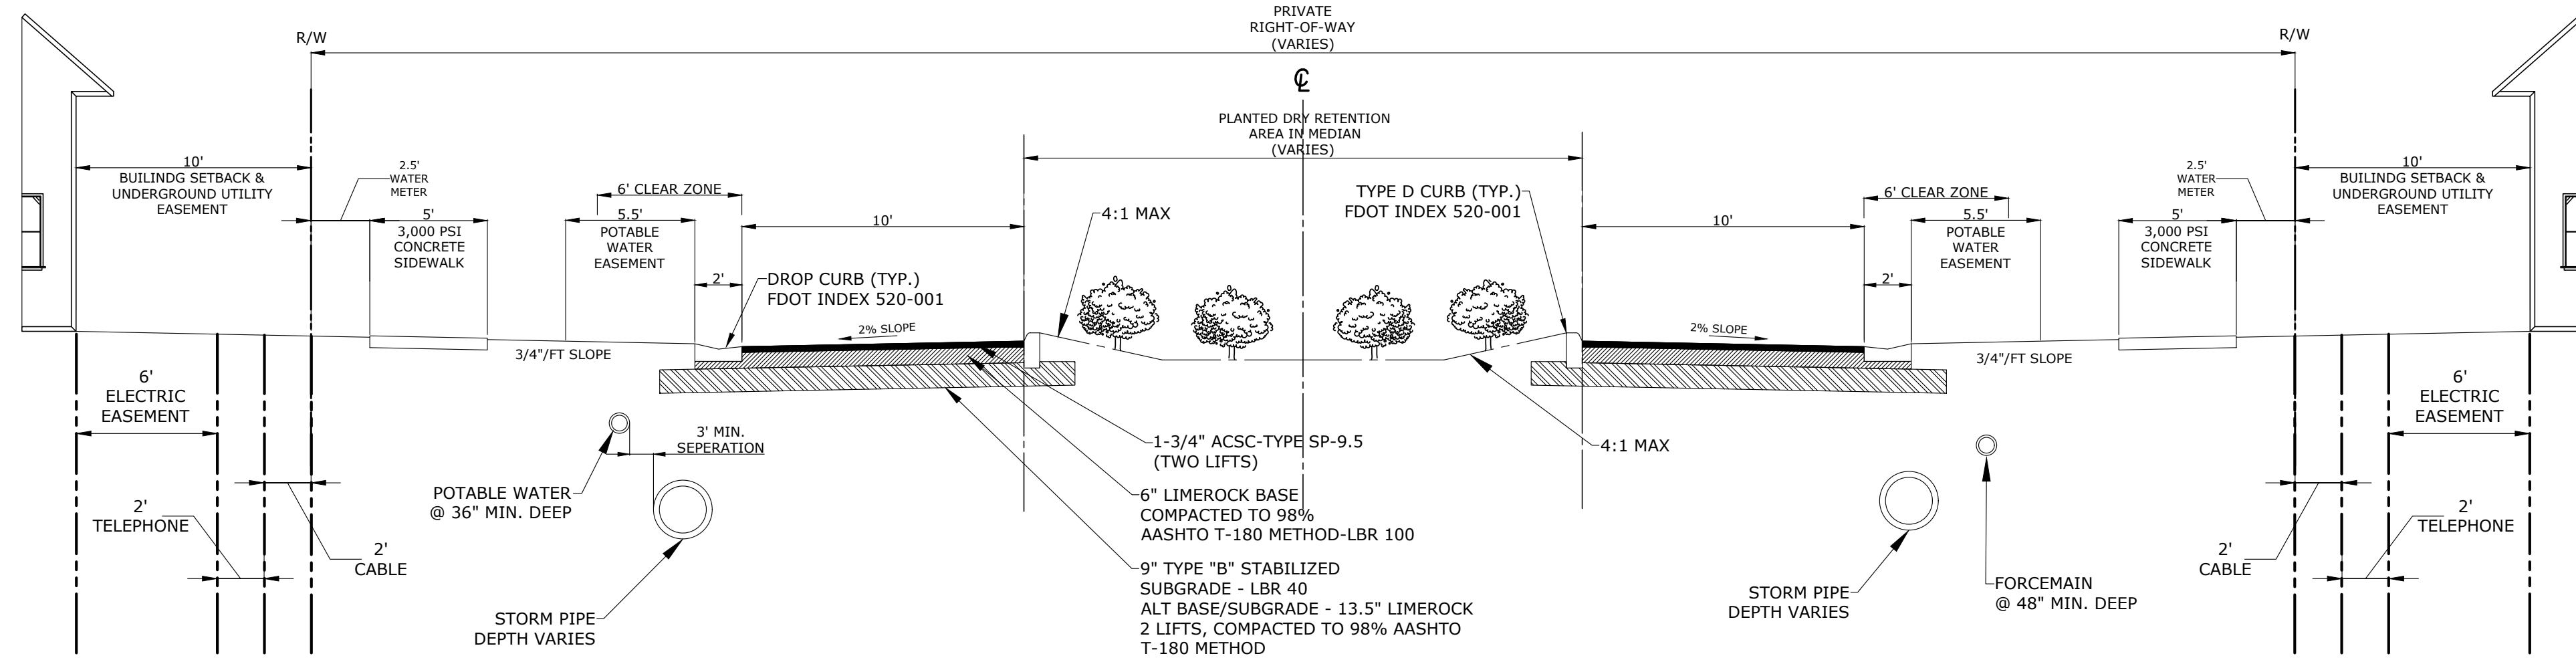 PRIVATE
RIGHT-OF-WAY
(VARIES)
R/W
R/W
℄
PLANTED DRY RETENTION
AREA IN MEDIAN
(VARIES)
10'
BUILINDG SETBACK &
UNDERGROUND UTILITY
EASEMENT
2.5'
WATER
METER
5'
3,000 PSI
CONCRETE
SIDEWALK
6' CLEAR ZONE
5.5'
POTABLE
WATER
EASEMENT
2'
10'
DROP CURB (TYP.)
FDOT INDEX 520-001
4:1 MAX
TYPE D CURB (TYP.)
FDOT INDEX 520-001
10'
6' CLEAR ZONE
5.5'
POTABLE
WATER
EASEMENT
2'
2.5'
WATER
METER
5'
3,000 PSI
CONCRETE
SIDEWALK
10'
BUILINDG SETBACK &
UNDERGROUND UTILITY
EASEMENT
2% SLOPE
2% SLOPE
3/4"/FT SLOPE
3/4"/FT SLOPE
6'
ELECTRIC
EASEMENT
3' MIN.
SEPERATION
POTABLE WATER
@ 36" MIN. DEEP
2'
TELEPHONE
2'
CABLE
STORM PIPE
DEPTH VARIES
1-3/4" ACSC-TYPE SP-9.5
(TWO LIFTS)
6" LIMEROCK BASE
COMPACTED TO 98%
AASHTO T-180 METHOD-LBR 100
9" TYPE "B" STABILIZED
SUBGRADE - LBR 40
ALT BASE/SUBGRADE - 13.5" LIMEROCK
2 LIFTS, COMPACTED TO 98% AASHTO
T-180 METHOD
4:1 MAX
STORM PIPE
DEPTH VARIES
FORCEMAIN
@ 48" MIN. DEEP
6'
ELECTRIC
EASEMENT
2'
TELEPHONE
2'
CABLE